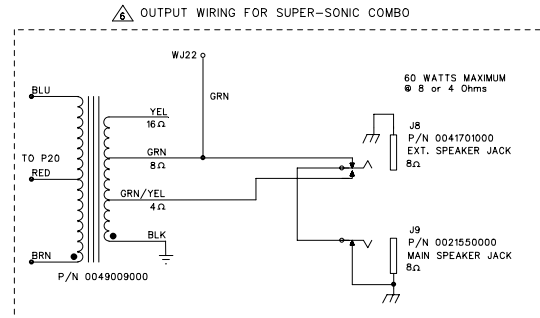 6 OUTPUT WIRING FOR SUPER-SONIC COMBO
WJ22
GRN
60 WATTS MAXIMUM
@ 8 or 4 Ohms
BLU
YEL
16Ω
GRN
8Ω
TO P20
RED
GRN/YEL
4Ω
BLK
BRN
P/N 0049009000
J8
P/N 0041701000
EXT. SPEAKER JACK
8Ω
J9
P/N 0021550000
MAIN SPEAKER JACK
8Ω